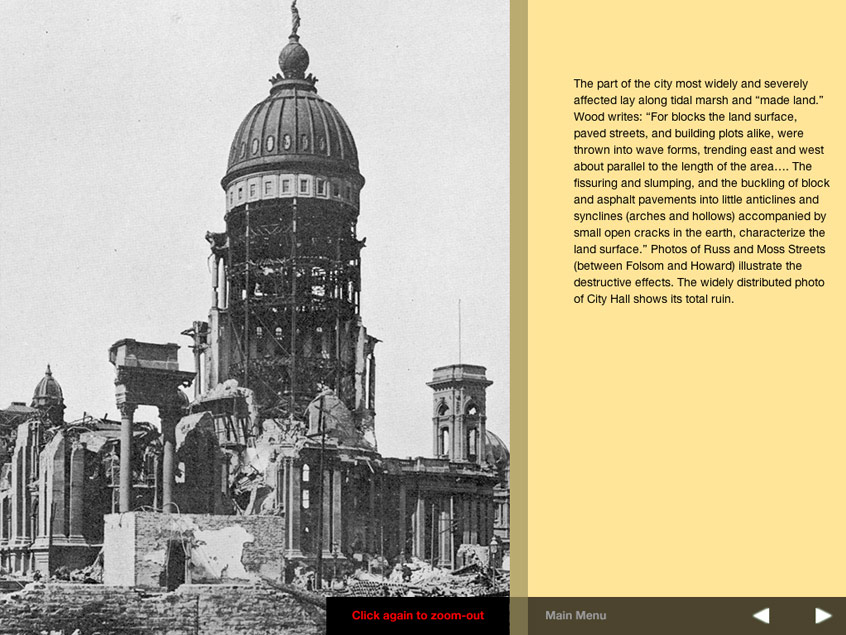 The part of the city most widely and severely
affected lay along tidal marsh and “made land.”
Wood writes: “For blocks the land surface,
paved streets, and building plots alike, were
thrown into wave forms, trending east and west
about parallel to the length of the area…. The
fissuring and slumping, and the buckling of block
and asphalt pavements into little anticlines and
synclines (arches and hollows) accompanied by
small open cracks in the earth, characterize the
land surface.” Photos of Russ and Moss Streets
(between Folsom and Howard) illustrate the
destructive effects. The widely distributed photo
of City Hall shows its total ruin.
Click again to zoom-out
Main Menu